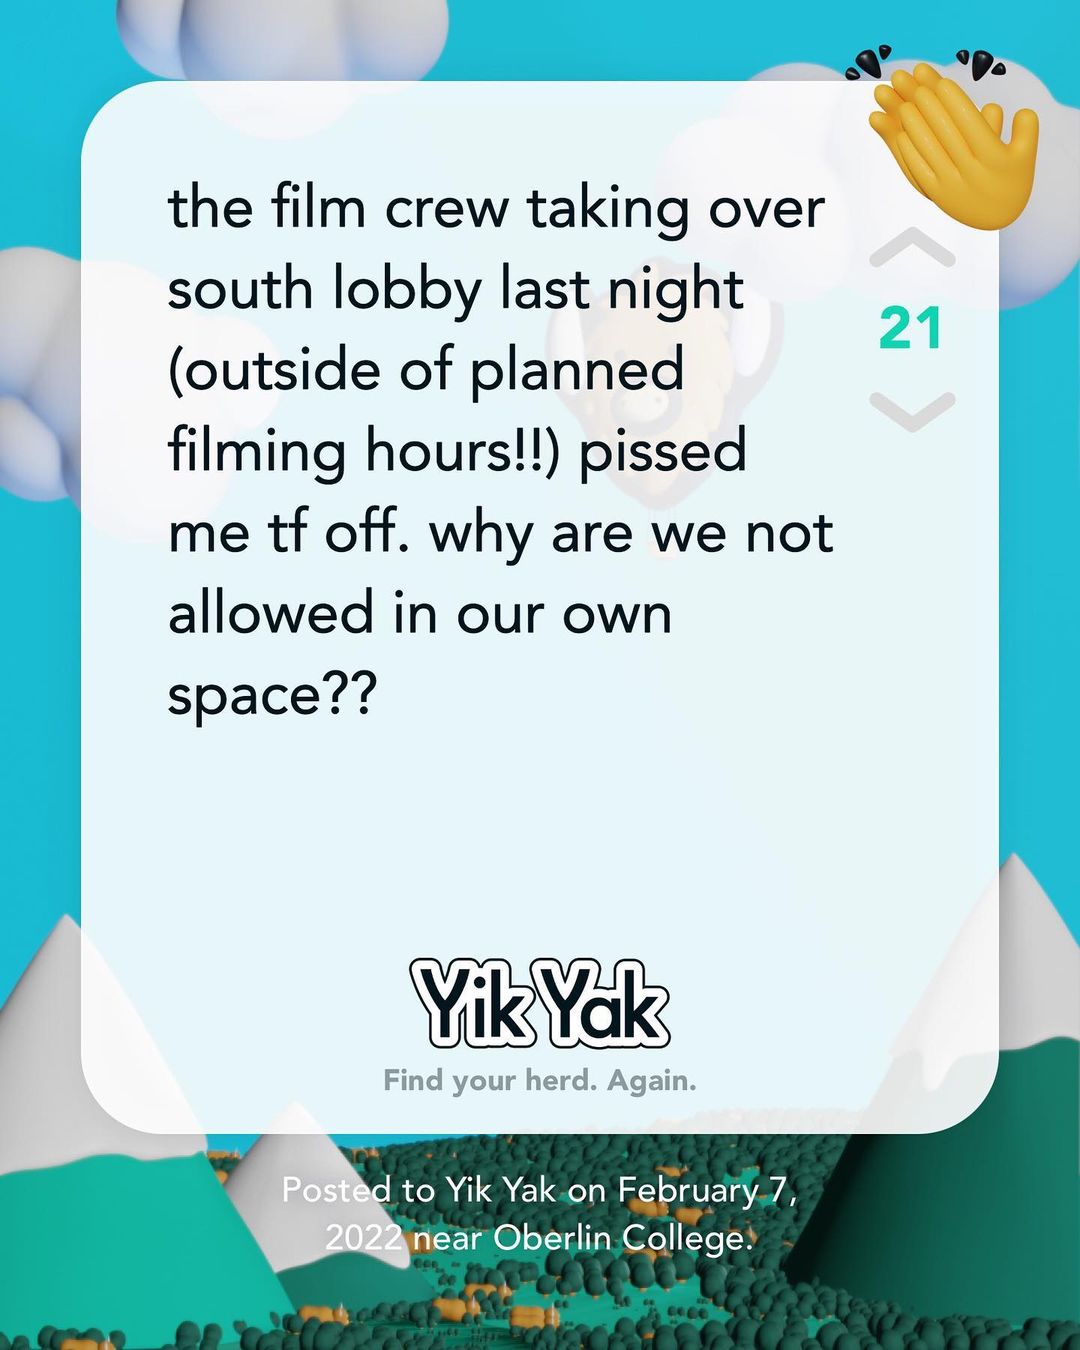 the film crew taking over
south lobby last night
(outside of planned
filming hours!!) pissed
me tf off. why are we not
allowed in our own
space??
21
Yik Yak
Find your herd. Again.
Posted to Yik Yak on February 7,
2022 near Oberlin College.